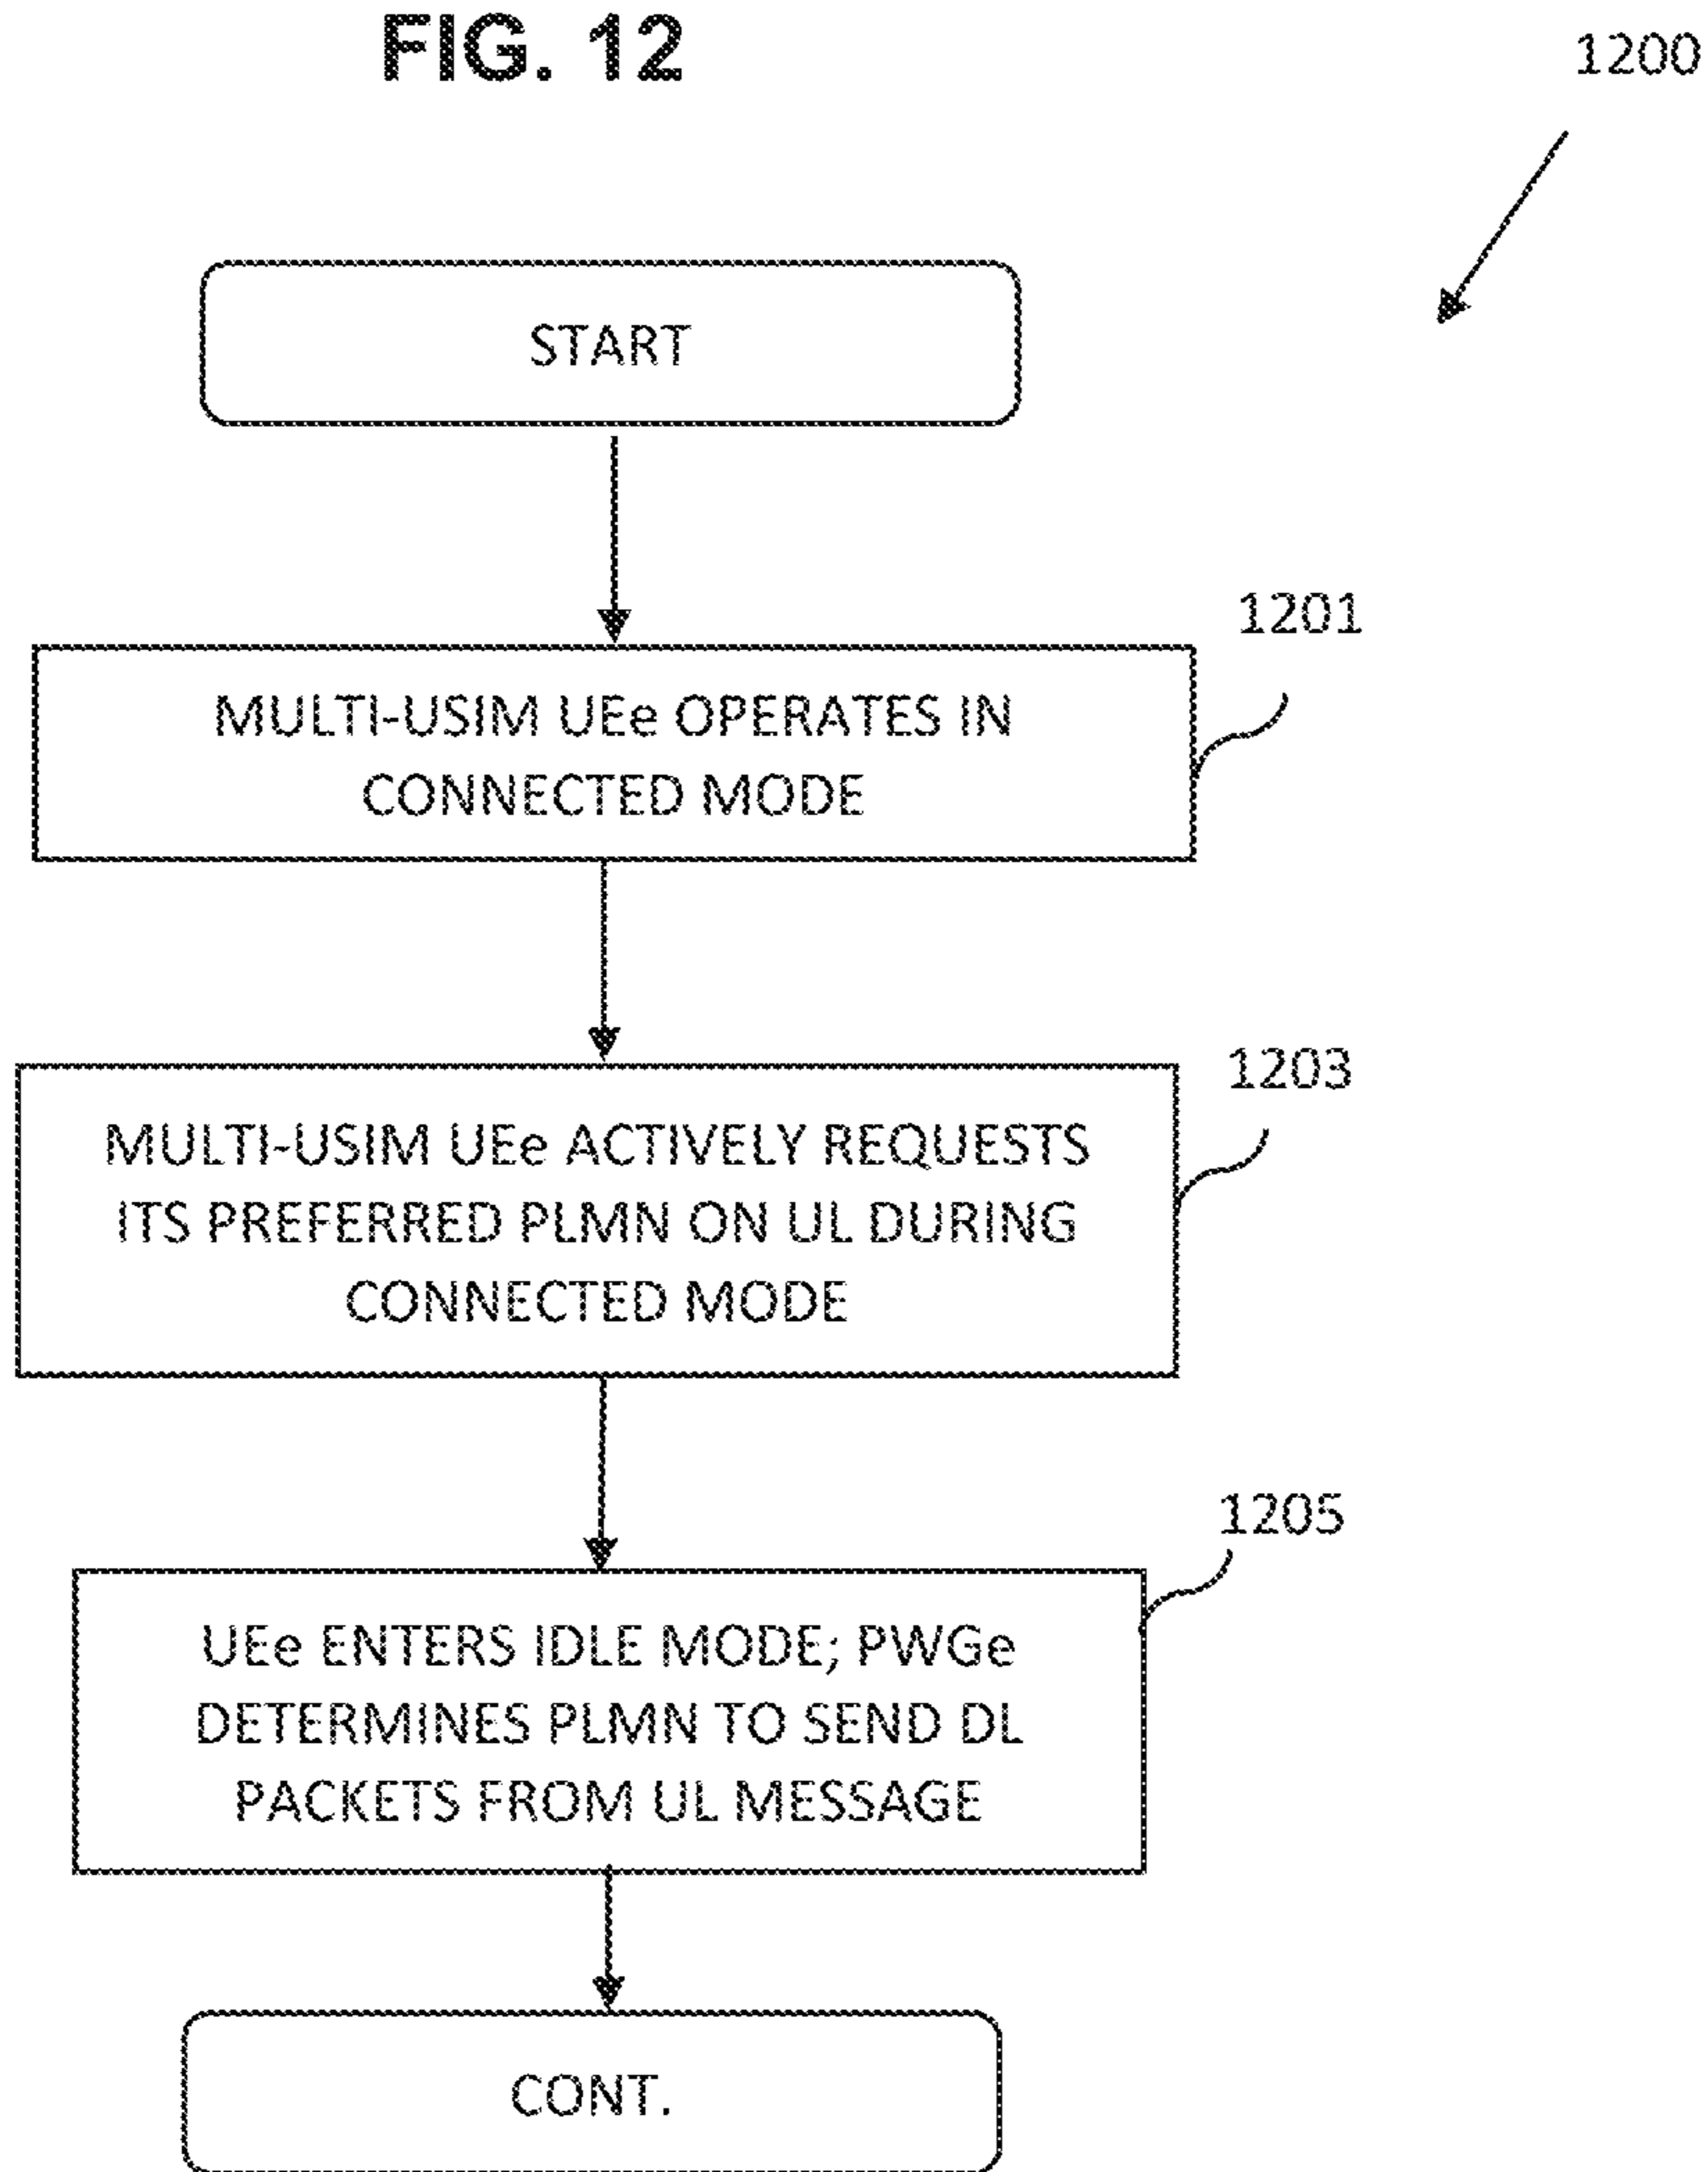 FIG. 12
1200
START
1201
MULTI-USIM UEe OPERATES IN
CONNECTED MODE
1203
MULTI-USIM UEe ACTIVELY REQUESTS
ITS PREFERRED PLMN ON UL DURING
CONNECTED MODE
1205
UEe ENTERS IDLE MODE; PWGe
DETERMINES PLMN TO SEND DL
PACKETS FROM UL MESSAGE
CONT.